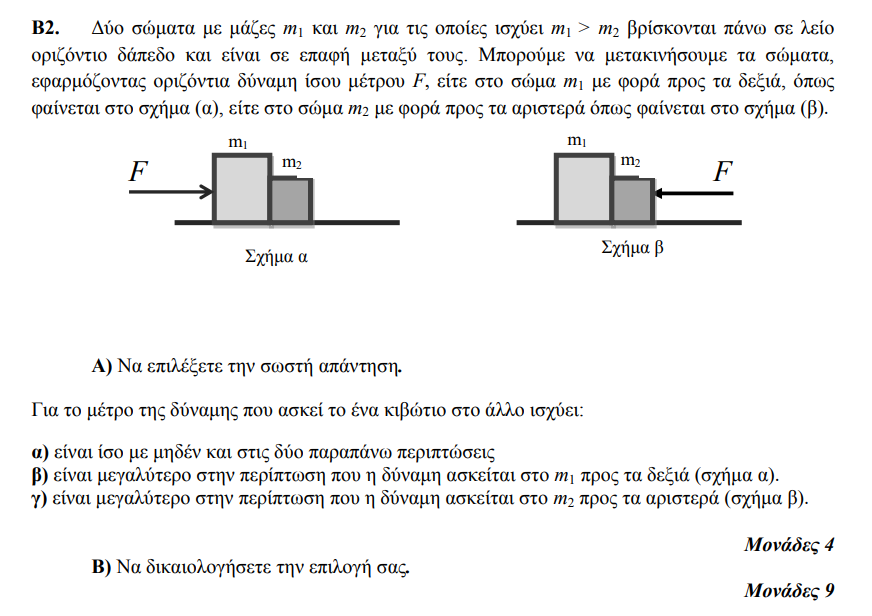 B2. Δύο σώματα με μάζες m1 και m2 για τις οποίες ισχύει m1 > m2 βρίσκονται πάνω σε λείο
οριζόντιο δάπεδο και είναι σε επαφή μεταξύ τους. Μπορούμε να μετακινήσουμε τα σώματα,
εφαρμόζοντας οριζόντια δύναμη ίσου μέτρου F, είτε στο σώμα m1 με φορά προς τα δεξιά, όπως
φαίνεται στο σχήμα (α), είτε στο σώμα m2 με φορά προς τα αριστερά όπως φαίνεται στο σχήμα (β).
m1
m2
F
Σχήμα α
m1
m2
F
Σχήμα β
Α) Να επιλέξετε την σωστή απάντηση.
Για το μέτρο της δύναμης που ασκεί το ένα κιβώτιο στο άλλο ισχύει:
α) είναι ίσο με μηδέν και στις δύο παραπάνω περιπτώσεις
β) είναι μεγαλύτερο στην περίπτωση που η δύναμη ασκείται στο m1 προς τα δεξιά (σχήμα α).
γ) είναι μεγαλύτερο στην περίπτωση που η δύναμη ασκείται στο m2 προς τα αριστερά (σχήμα β).
Μονάδες 4
Β) Να δικαιολογήσετε την επιλογή σας.
Μονάδες 9